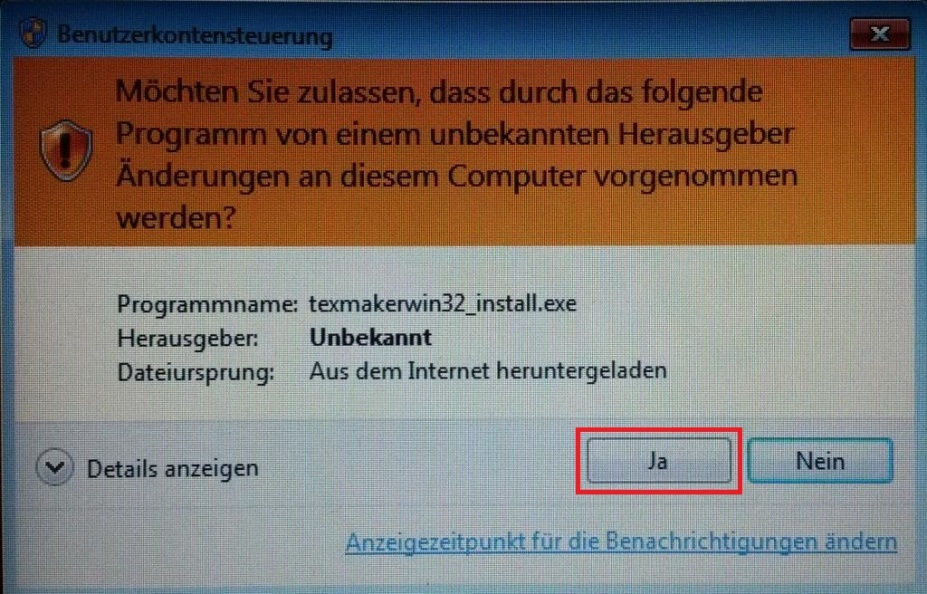 Benutzerkontensteuerung
Möchten Sie zulassen, dass durch das folgende
Programm von einem unbekannten Herausgeber
Änderungen an diesem Computer vorgenommen
werden?
Programmname: texmakerwin32_install.exe
Herausgeber: Unbekannt
Dateiursprung: Aus dem Internet heruntergeladen
Details anzeigen
Ja
Nein
Anzeigezeitpunkt für die Benachrichtigungen ändern